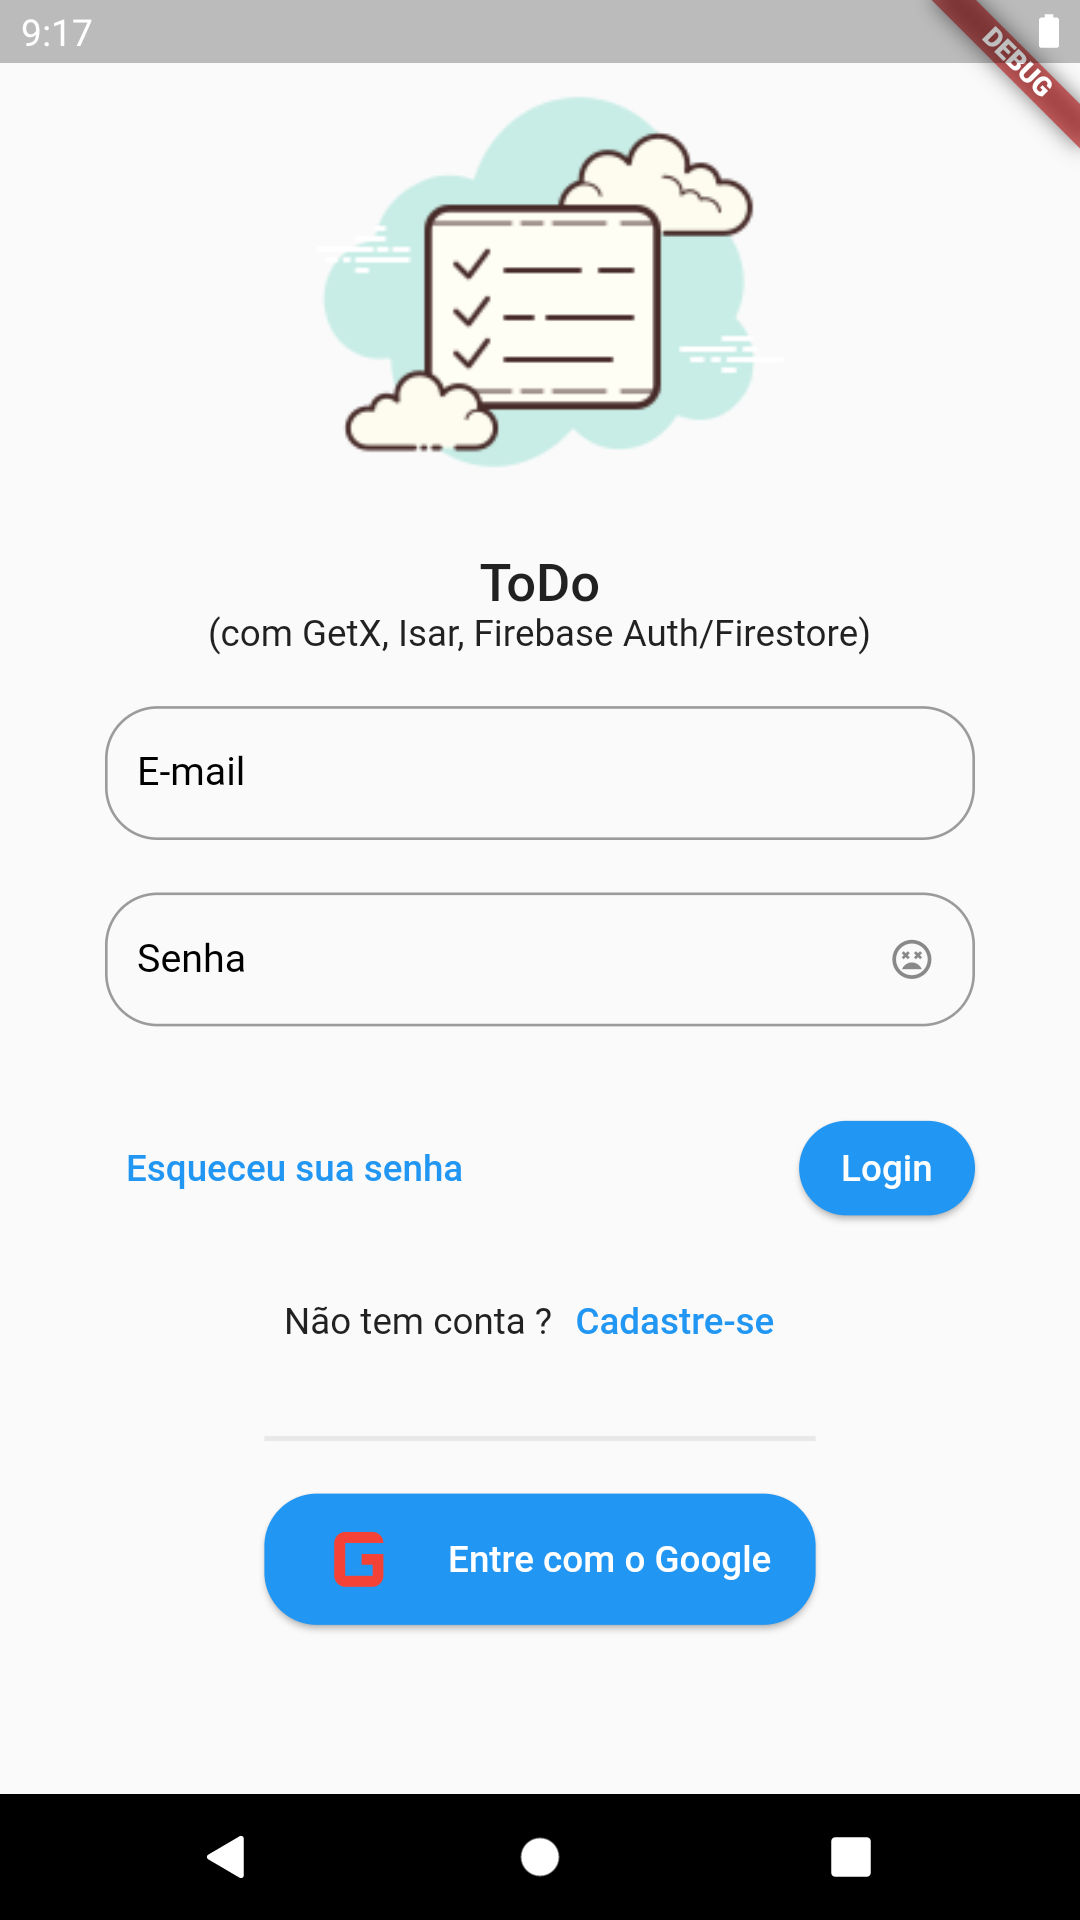 9:17
DEBUG
ToDo
(com GetX, Isar, Firebase Auth/Firestore)
E-mail
Senha
Esqueceu sua senha
Login
Não tem conta ? Cadastre-se
G Entre com o Google